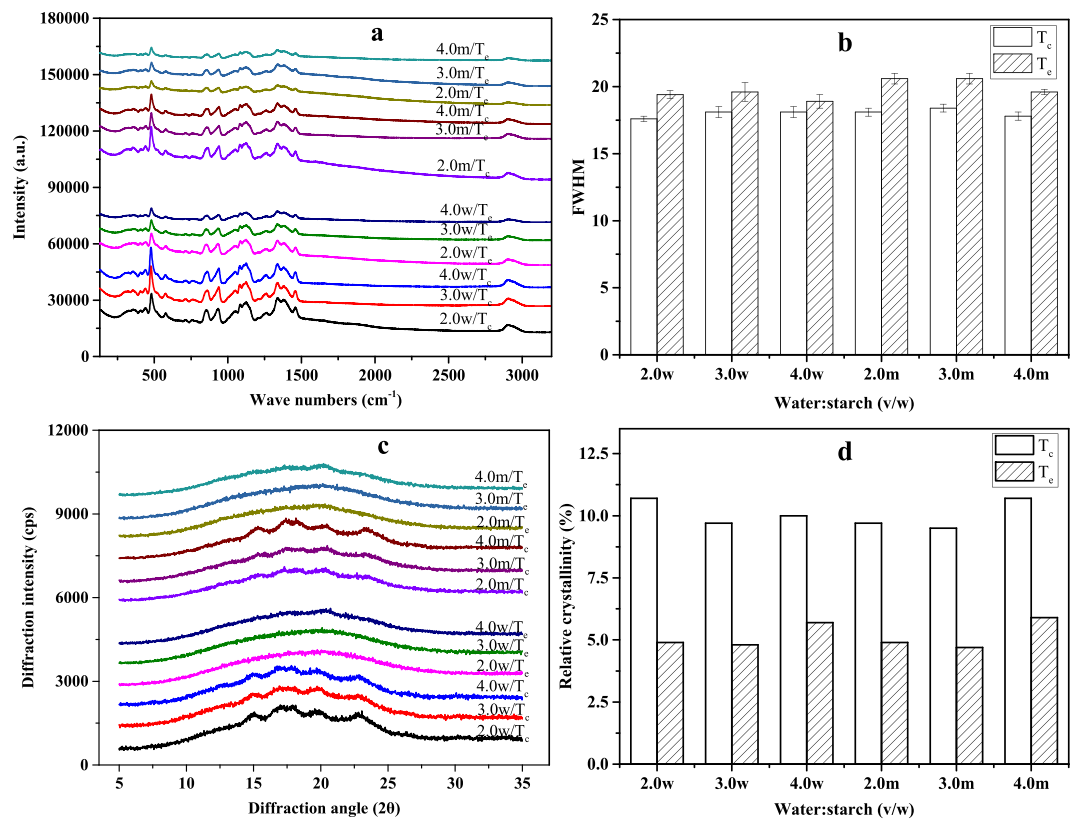 a
180000
150000
120000
90000
60000
30000
0
Intensity (a.u.)
4.0m/Te
3.0m/Te
2.0m/Te
4.0m/Tc
3.0m/Te
2.0m/Tc
4.0w/Te
3.0w/Te
2.0w/Te
4.0w/Tc
3.0w/Tc
2.0w/Tc
500 1000 1500 2000 2500 3000
Wave numbers (cm-1)
b
Tc
Te
25
20
15
10
5
0
FWHM
2.0w 3.0w 4.0w 2.0m 3.0m 4.0m
Water:starch (v/w)
c
12000
9000
6000
3000
0
Diffraction intensity (cps)
4.0m/Te
3.0m/Te
2.0m/Te
4.0m/Tc
3.0m/Tc
2.0m/Tc
4.0w/Te
3.0w/Te
2.0w/Te
4.0w/Tc
3.0w/Tc
2.0w/Tc
5 10 15 20 25 30 35
Diffraction angle (2θ)
d
Tc
Te
12.5
10.0
7.5
5.0
2.5
0.0
Relative crystallinity (%)
2.0w 3.0w 4.0w 2.0m 3.0m 4.0m
Water:starch (v/w)